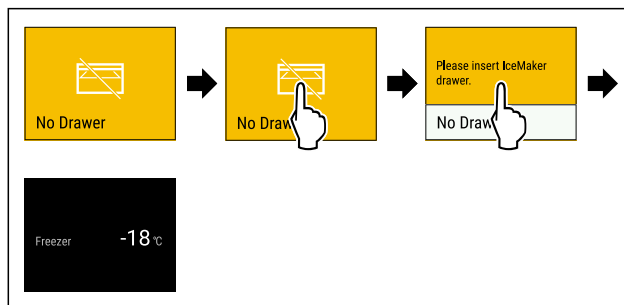 No Drawer
No Draw
Please insert IceMaker
drawer.
No Draw
Freezer -18 °C